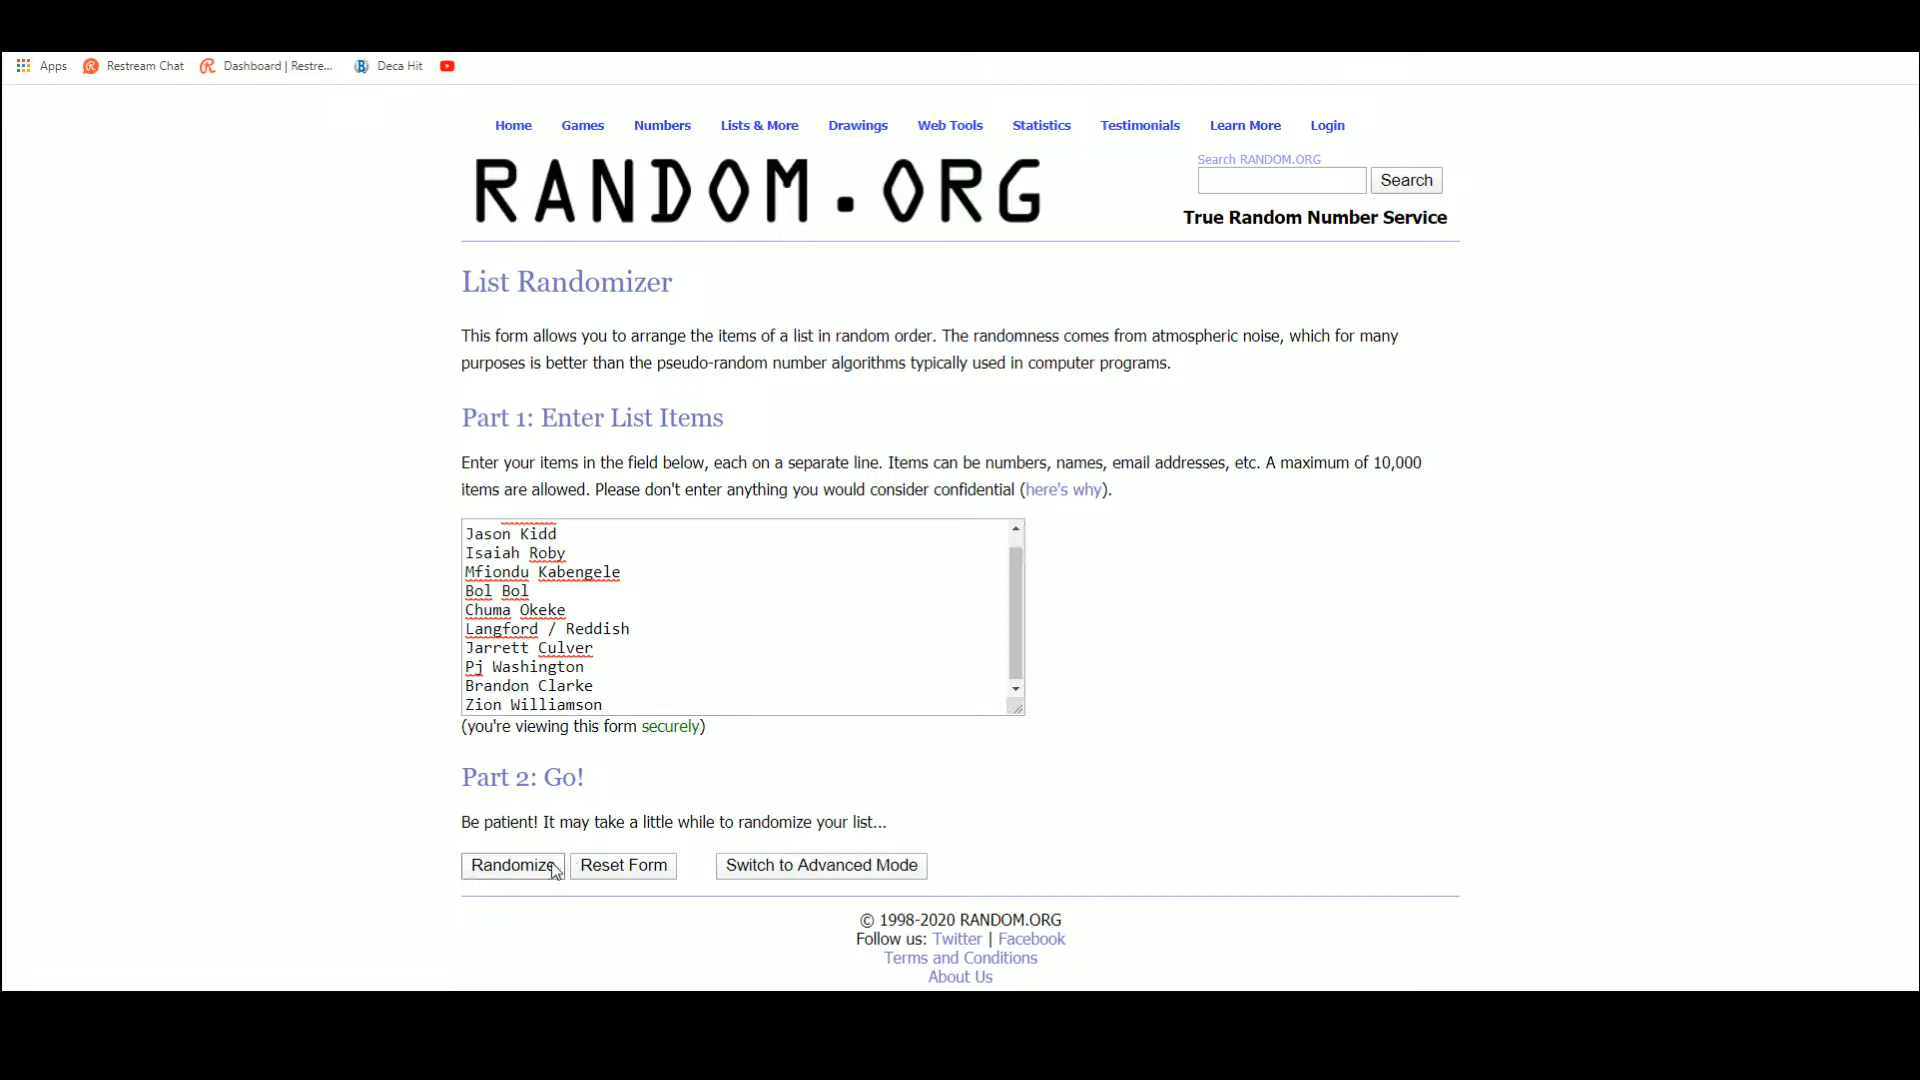 Apps Restream Chat Dashboard | Restre... Deca Hit
Home Games Numbers Lists & More Drawings Web Tools Statistics Testimonials Learn More Login
RANDOM.ORG
Search RANDOM.ORG
Search
True Random Number Service
List Randomizer
This form allows you to arrange the items of a list in random order. The randomness comes from atmospheric noise, which for many
purposes is better than the pseudo-random number algorithms typically used in computer programs.
Part 1: Enter List Items
Enter your items in the field below, each on a separate line. Items can be numbers, names, email addresses, etc. A maximum of 10,000
items are allowed. Please don't enter anything you would consider confidential (here's why).
Jason Kidd
Isaiah Roby
Mfiondu Kabengele
Bol Bol
Chuma Okeke
Langford / Reddish
Jarrett Culver
Pj Washington
Brandon Clarke
Zion Williamson
(you're viewing this form securely)
Part 2: Go!
Be patient! It may take a little while to randomize your list...
Randomize Reset Form Switch to Advanced Mode
© 1998-2020 RANDOM.ORG
Follow us: Twitter | Facebook
Terms and Conditions
About Us